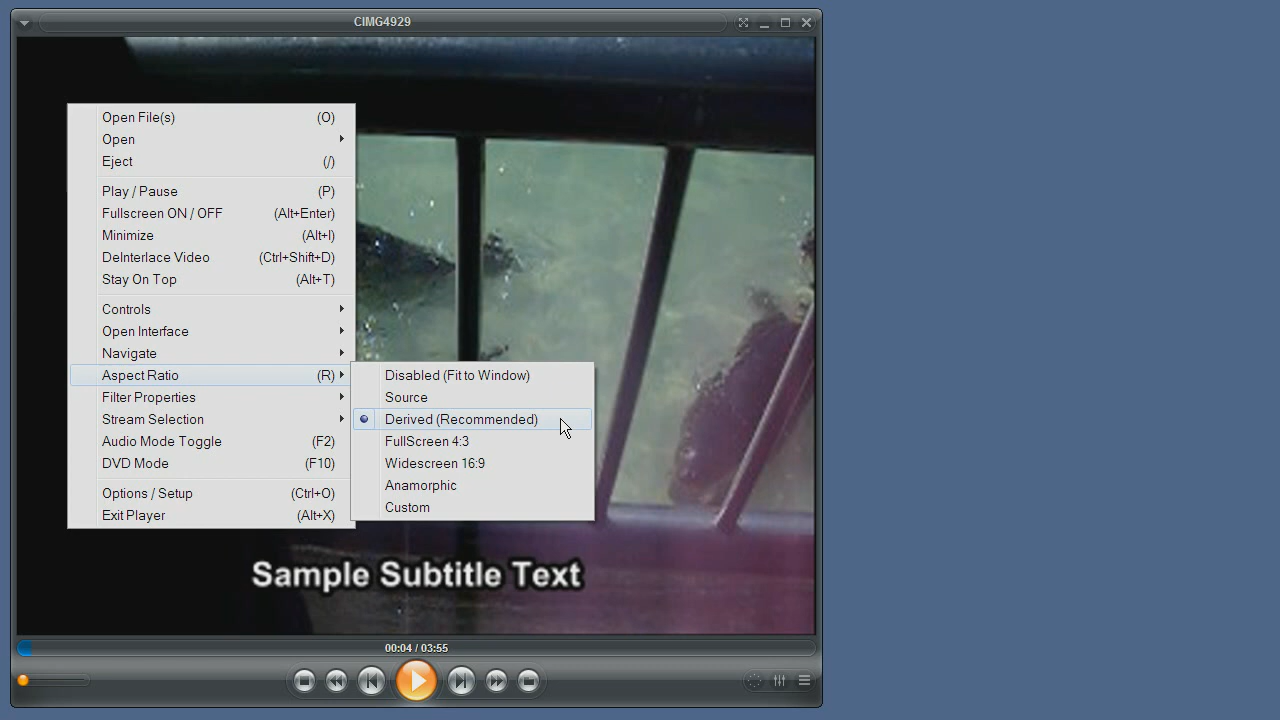 CIMG4929
Open File(s) (O)
Open
Eject (/)
Play / Pause (P)
Fullscreen ON / OFF (Alt+Enter)
Minimize (Alt+I)
DeInterlace Video (Ctrl+Shift+D)
Stay On Top (Alt+T)
Controls
Open Interface
Navigate
Aspect Ratio (R)
Filter Properties
Stream Selection
Audio Mode Toggle (F2)
DVD Mode (F10)
Options / Setup (Ctrl+O)
Exit Player (Alt+X)
Disabled (Fit to Window)
Source
Derived (Recommended)
FullScreen 4:3
Widescreen 16:9
Anamorphic
Custom
Sample Subtitle Text
00:04 / 03:55